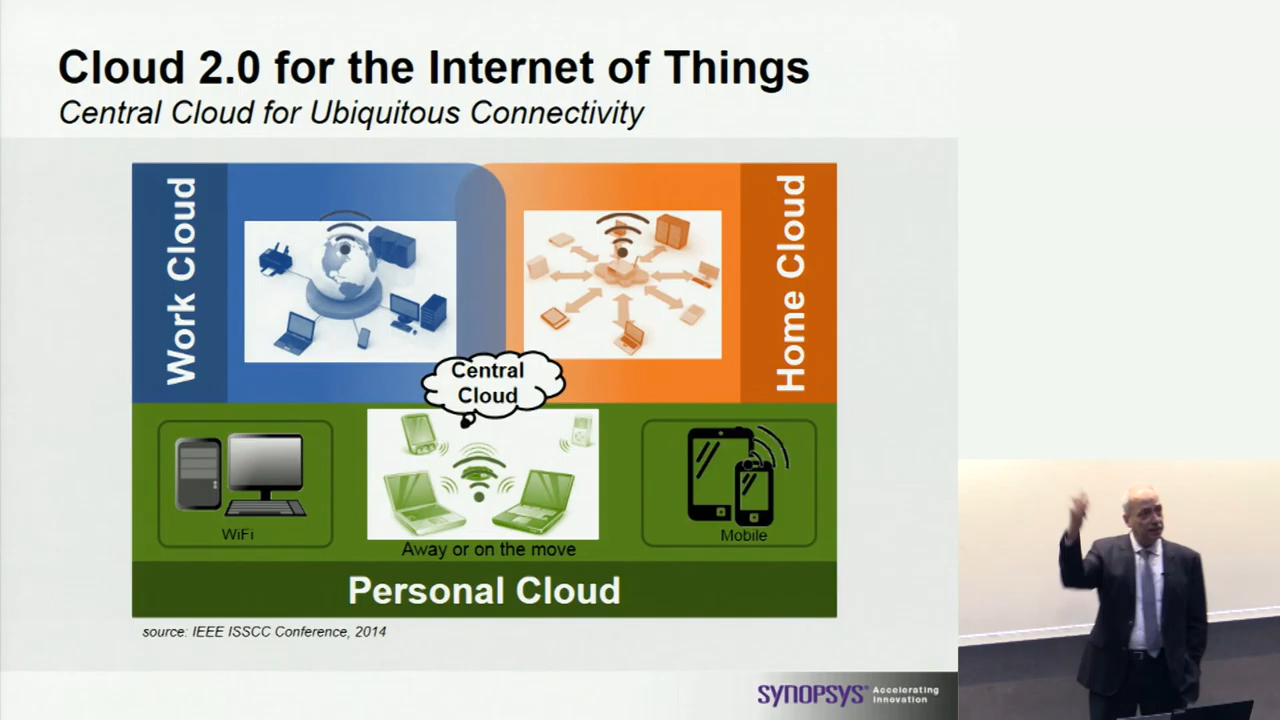 Cloud 2.0 for the Internet of Things
Central Cloud for Ubiquitous Connectivity
Work Cloud
Home Cloud
Central
Cloud
WiFi
Away or on the move
Mobile
Personal Cloud
source: IEEE ISSCC Conference, 2014
SYNOPSYS® Accelerating
Innovation